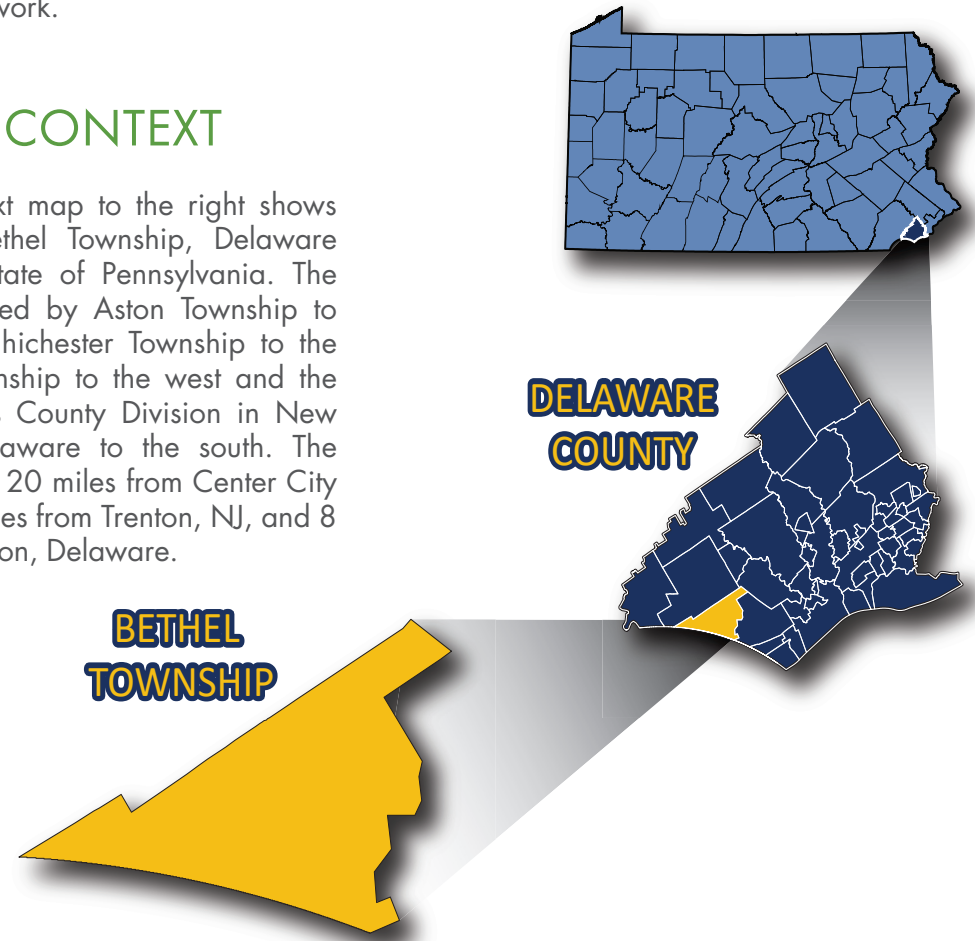 work.
CONTEXT
xt map to the right shows
ethel Township, Delaware
tate of Pennsylvania. The
ed by Aston Township to
hichester Township to the
nship to the west and the
s County Division in New
aware to the south. The
20 miles from Center City
es from Trenton, NJ, and 8
on, Delaware.
DELAWARE
COUNTY
BETHEL
TOWNSHIP